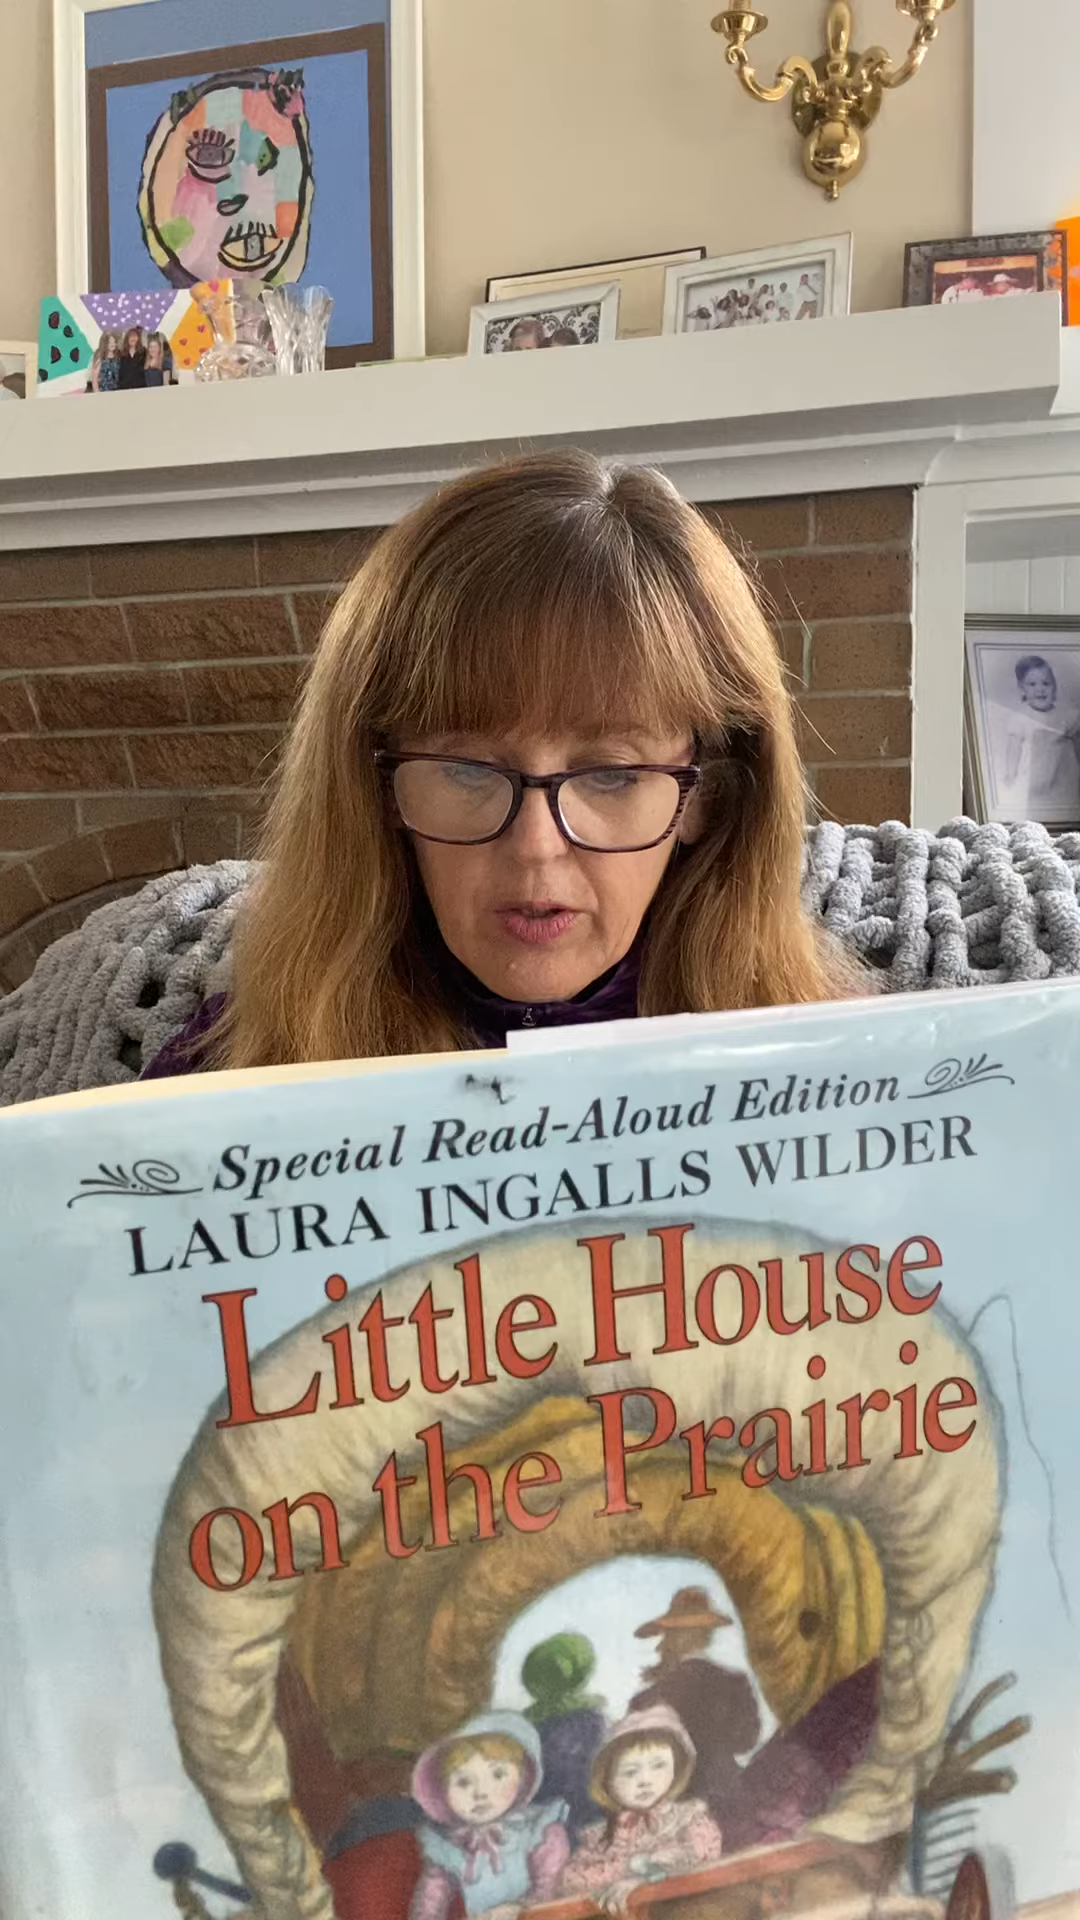 Special Read-Aloud Edition
LAURA INGALLS WILDER
Little House
on the Prairie